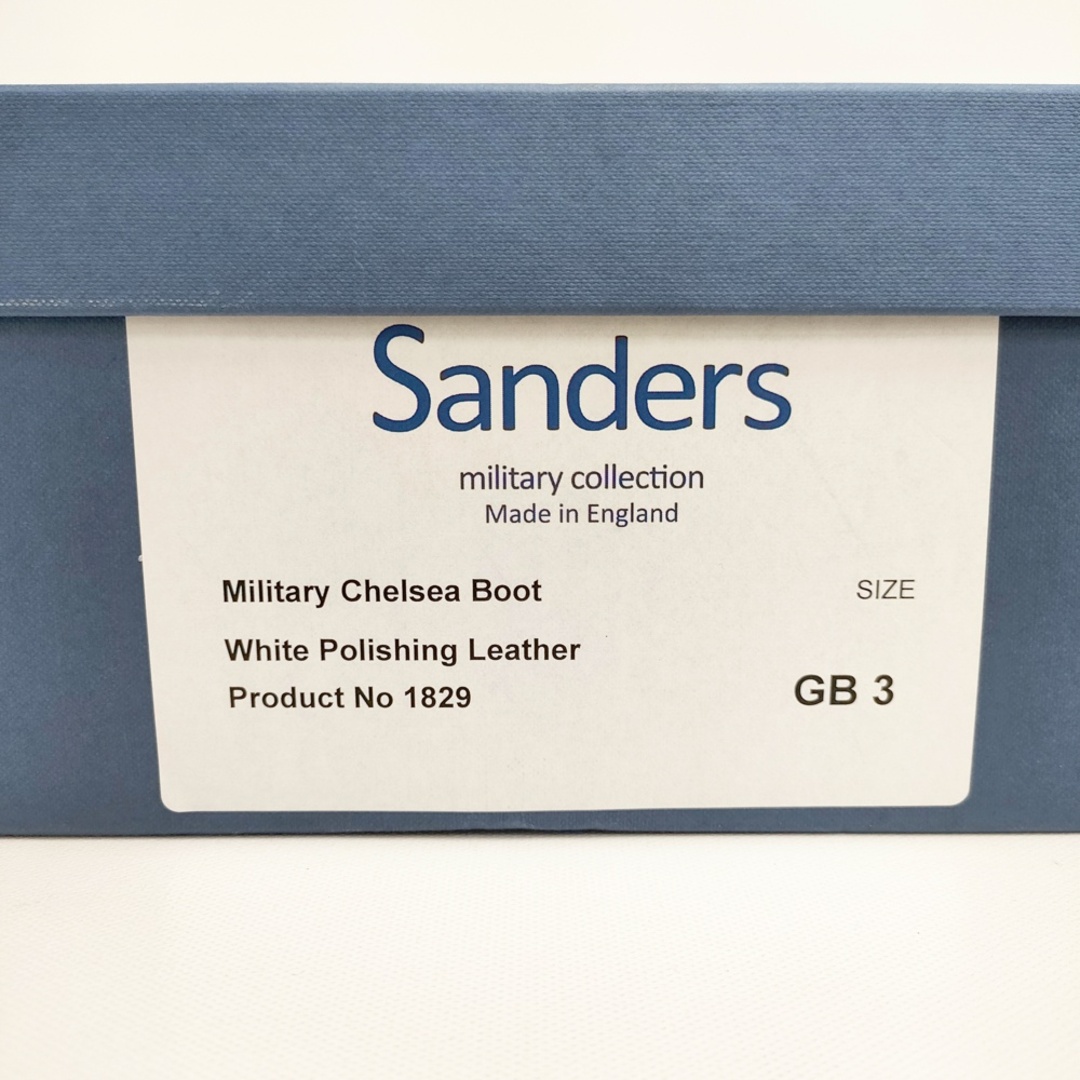 Sanders
military collection
Made in England
Military Chelsea Boot
SIZE
White Polishing Leather
Product No 1829
GB 3